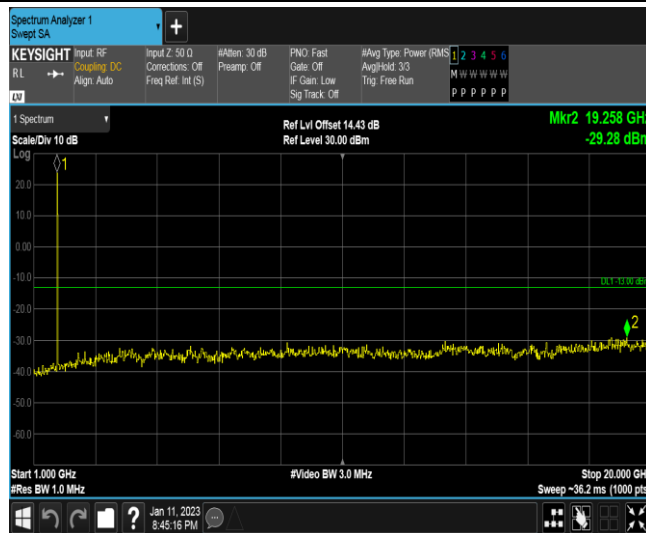 Spectrum Analyzer 1
Swept SA
+
KEYSIGHT
RL
Input: RF
Coupling: DC
Align: Auto
Input Z: 50 Ω
Corrections: Off
Freq Ref: Int (S)
#Atten: 30 dB
Preamp: Off
PNO: Fast
Gate: Off
IF Gain: Low
Sig Track: Off
#Avg Type: Power (RMS
Avg|Hold: 3/3
Trig: Free Run
1 2 3 4 5 6
M W W W W W
P P P P P P
LXI
1 Spectrum
Scale/Div 10 dB
Log
Ref Lvl Offset 14.43 dB
Ref Level 30.00 dBm
Mkr2 19.258 GHz
-29.28 dBm
1
20.0
10.0
0.00
-10.0
DL1 -13.00 dBm
-20.0
2
-30.0
-40.0
-50.0
-60.0
Start 1.000 GHz
#Res BW 1.0 MHz
#Video BW 3.0 MHz
Stop 20.000 GHz
Sweep ~36.2 ms (1000 pts)
?
Jan 11, 2023
8:45:16 PM